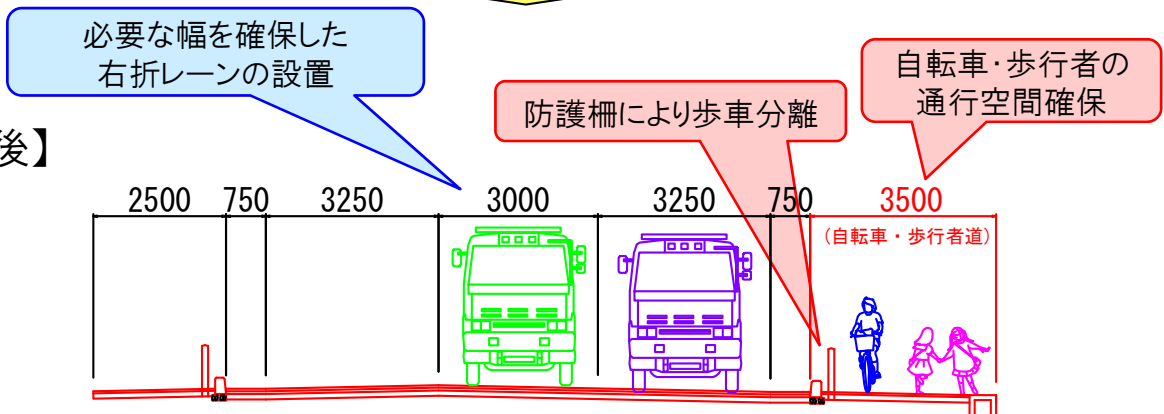 必要な幅を確保した
右折レーンの設置
自転車・歩行者の
通行空間確保
防護柵により歩車分離
後】
2500 750 3250 3000 3250 750 3500
(自転車・歩行者道)